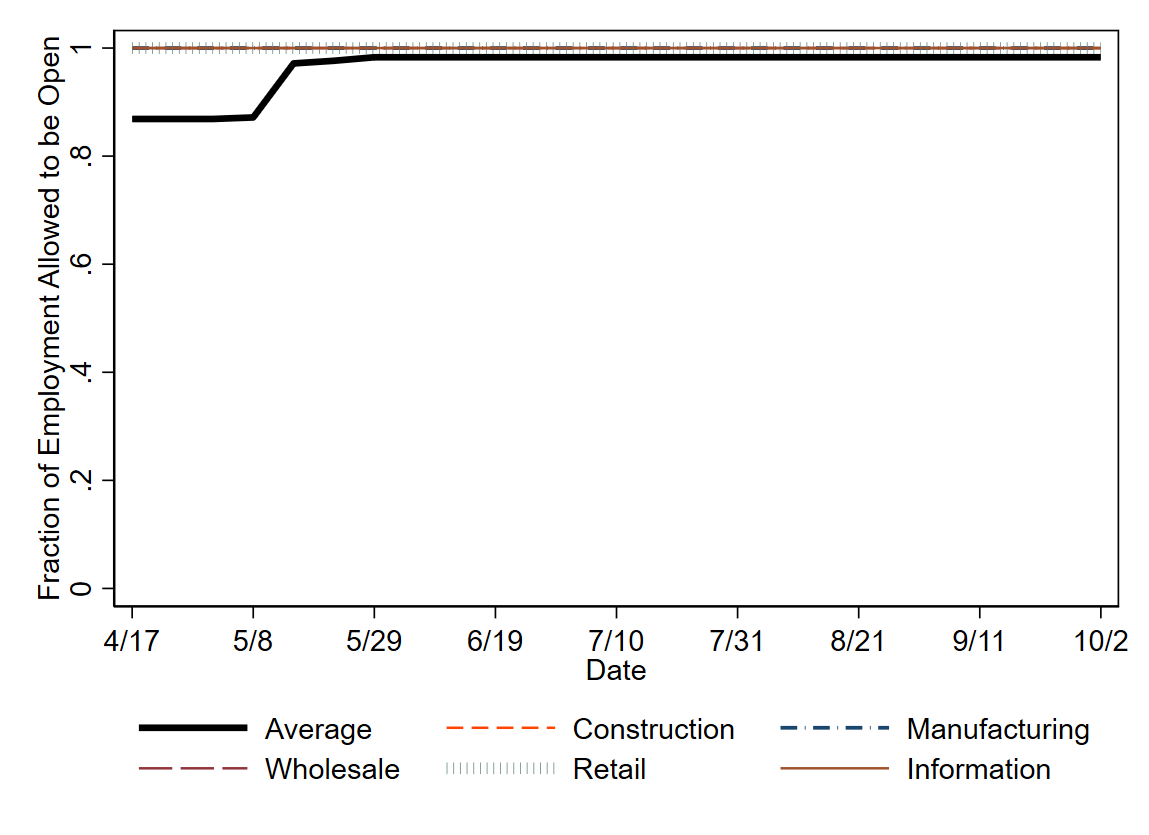 Fraction of Employment Allowed to be Open
1
.8
.6
.4
.2
0
4/17 5/8 5/29 6/19 7/10 7/31 8/21 9/11 10/2
Date
Average Construction Manufacturing
Wholesale Retail Information